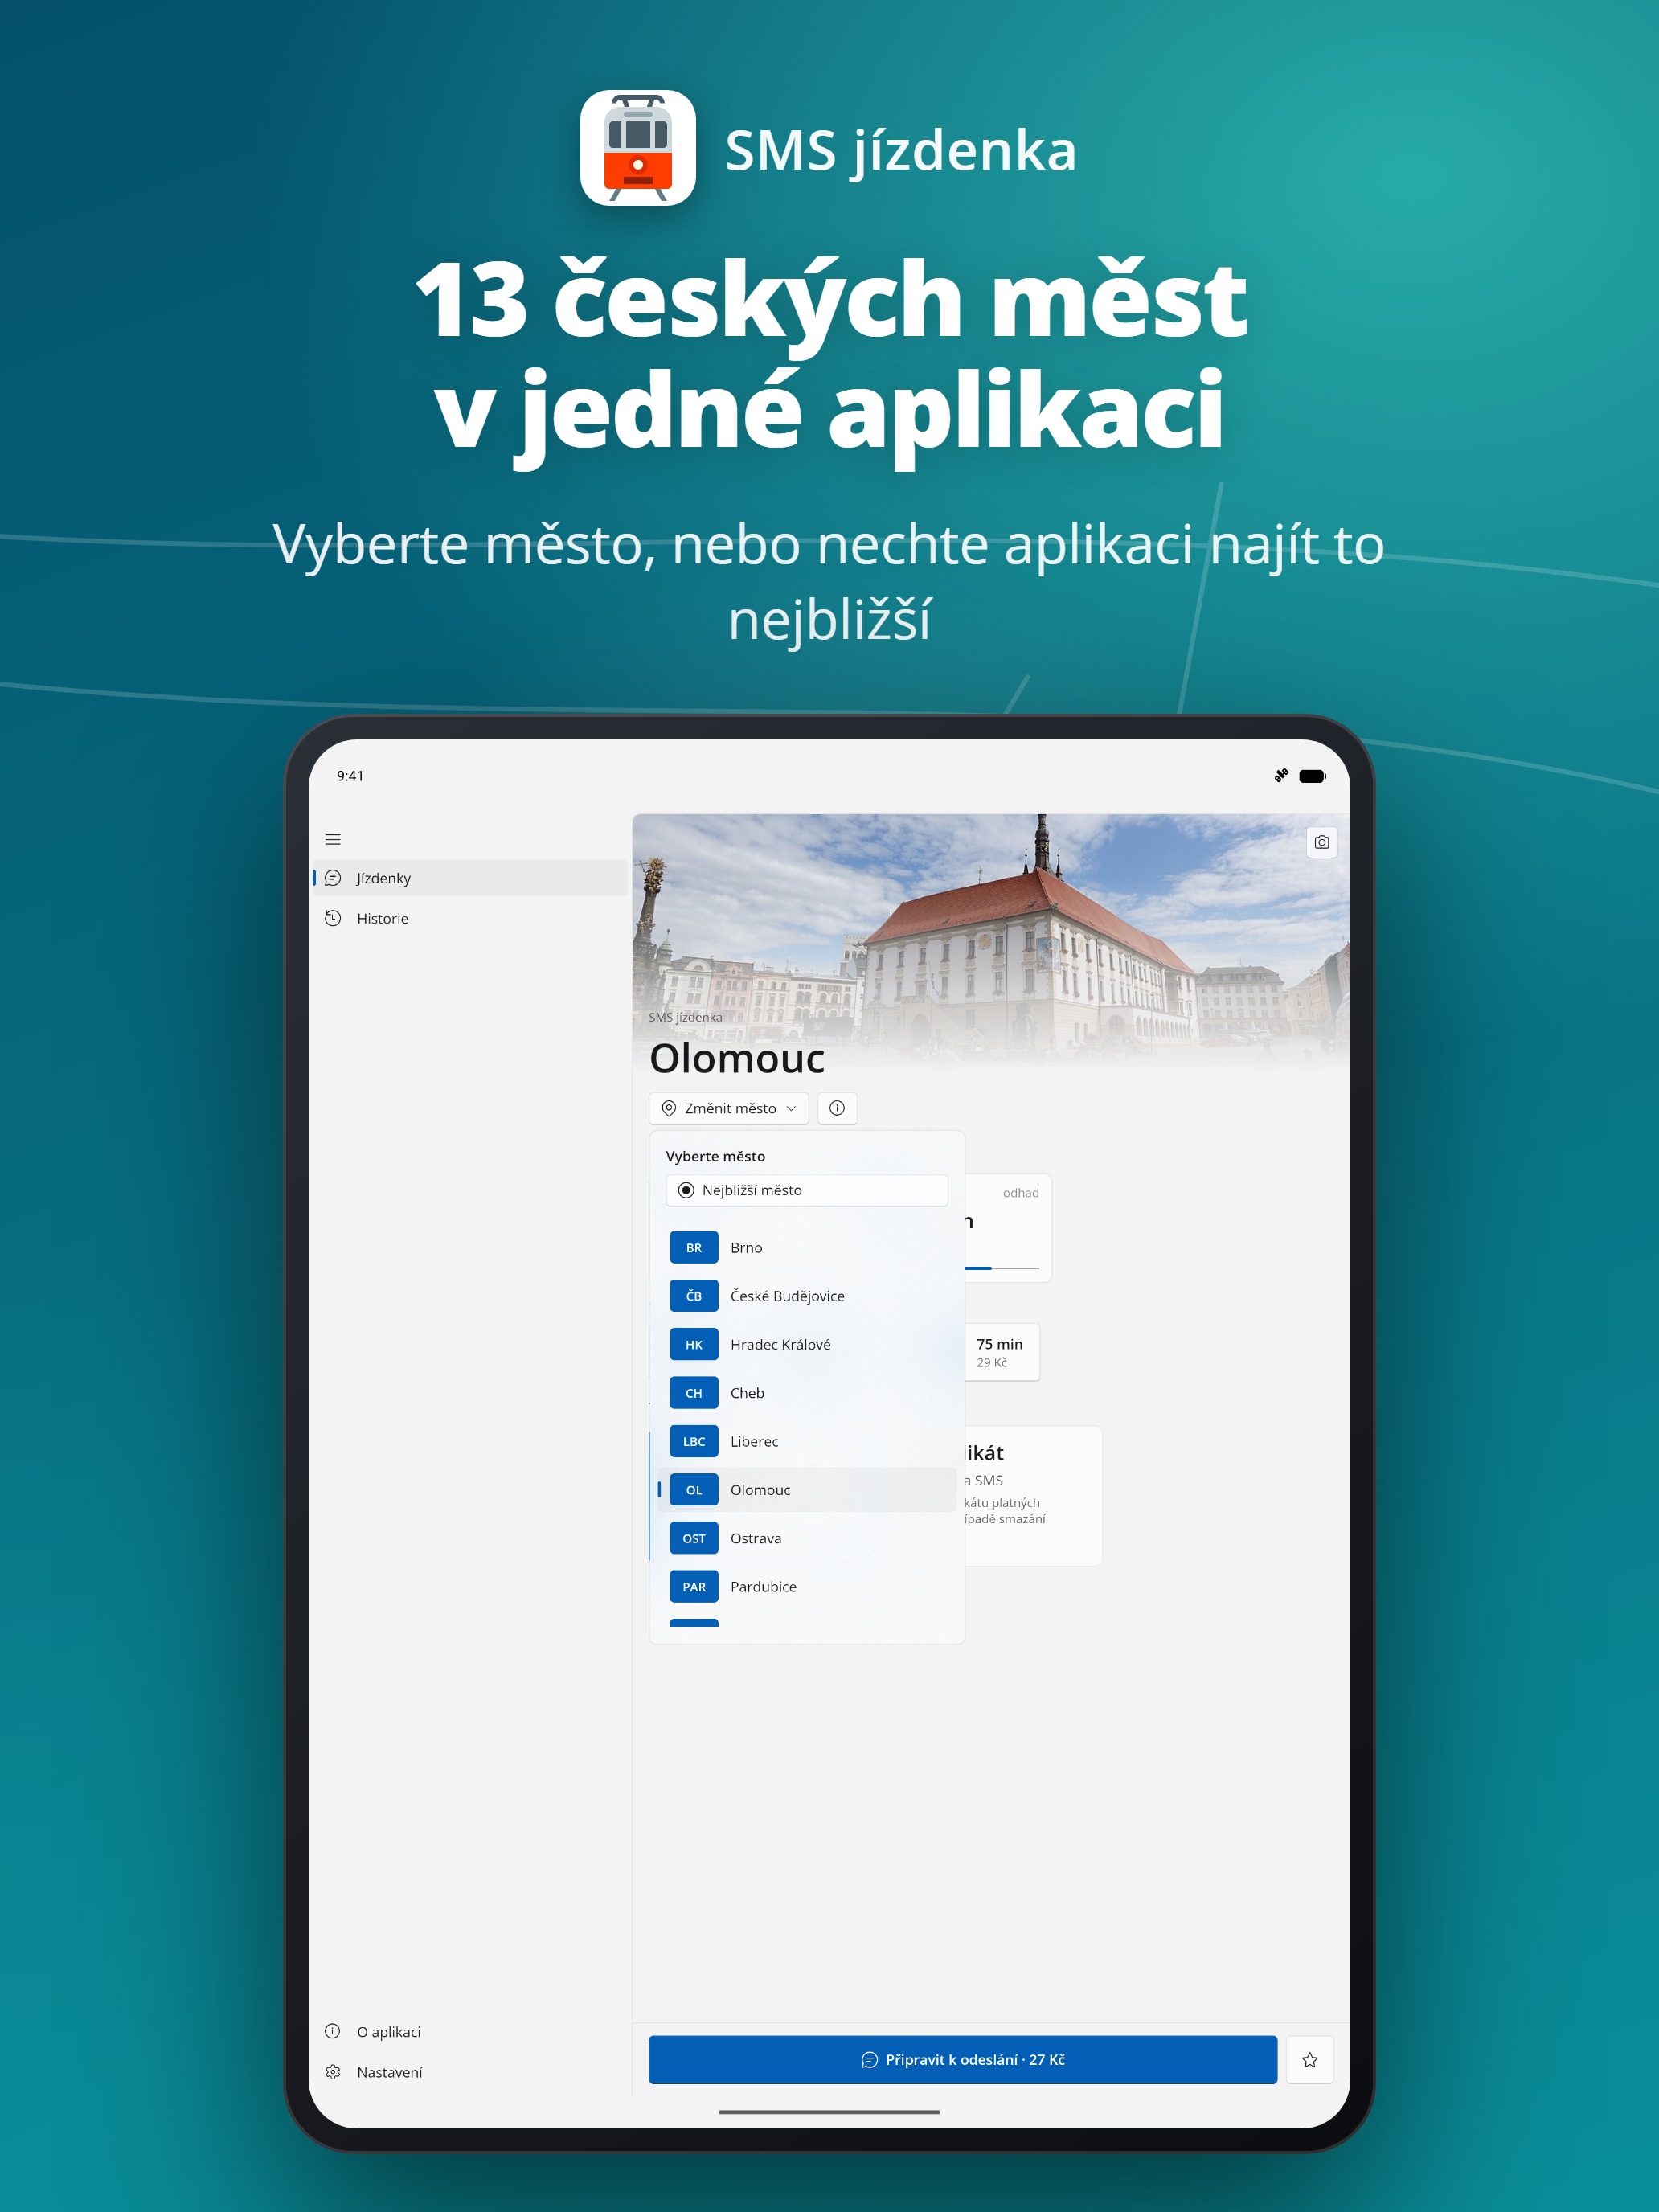 SMS jízdenka
13 českých měst
v jedné aplikaci
Vyberte město, nebo nechte aplikaci najít to
nejbližší
9:41
Jízdenky
Historie
SMS jízdenka
Olomouc
Změnit město
Vyberte město
Nejbližší město
odhad
n
BR Brno
ČB České Budějovice
HK Hradec Králové
75 min
29 Kč
CH Cheb
LBC Liberec
likát
a SMS
OL Olomouc
kátu platných
ípadě smazání
OST Ostrava
PAR Pardubice
O aplikaci
Nastavení
Připravit k odeslání · 27 Kč